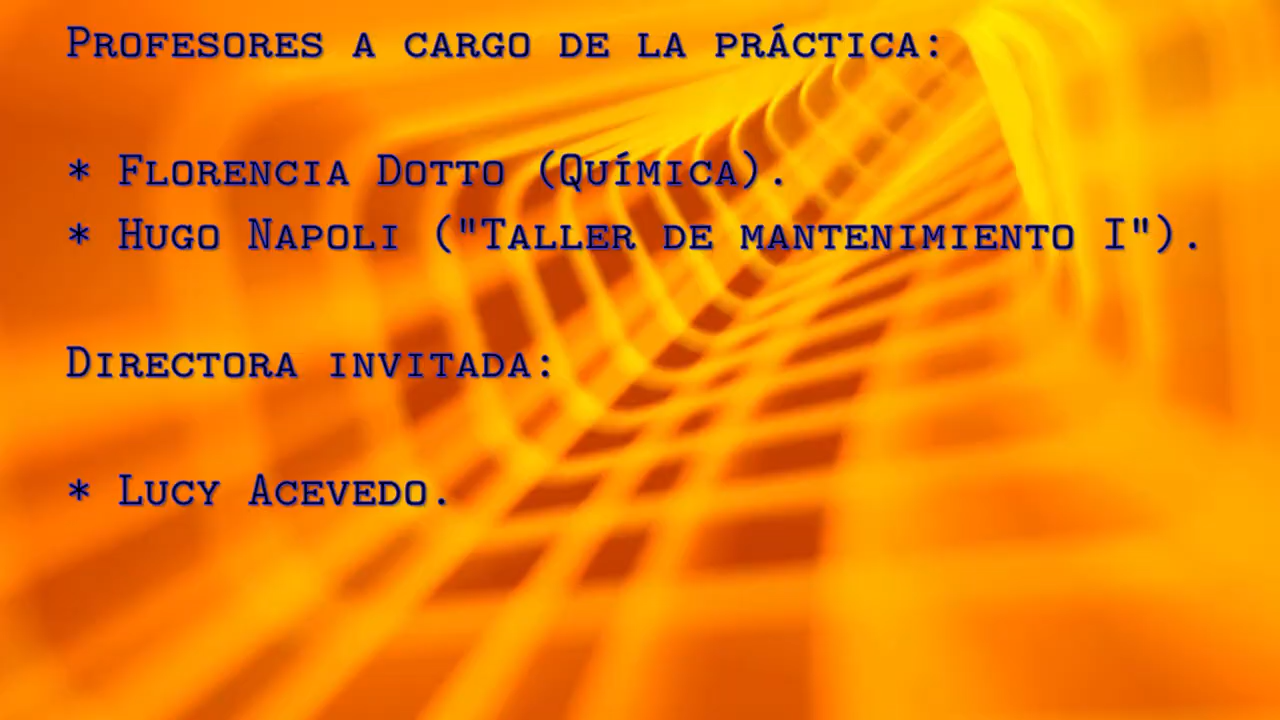 Profesores a cargo de la práctica:
* Florencia Dotto (Química).
* Hugo Napoli ("Taller de mantenimiento I").
Directora invitada:
* Lucy Acevedo.